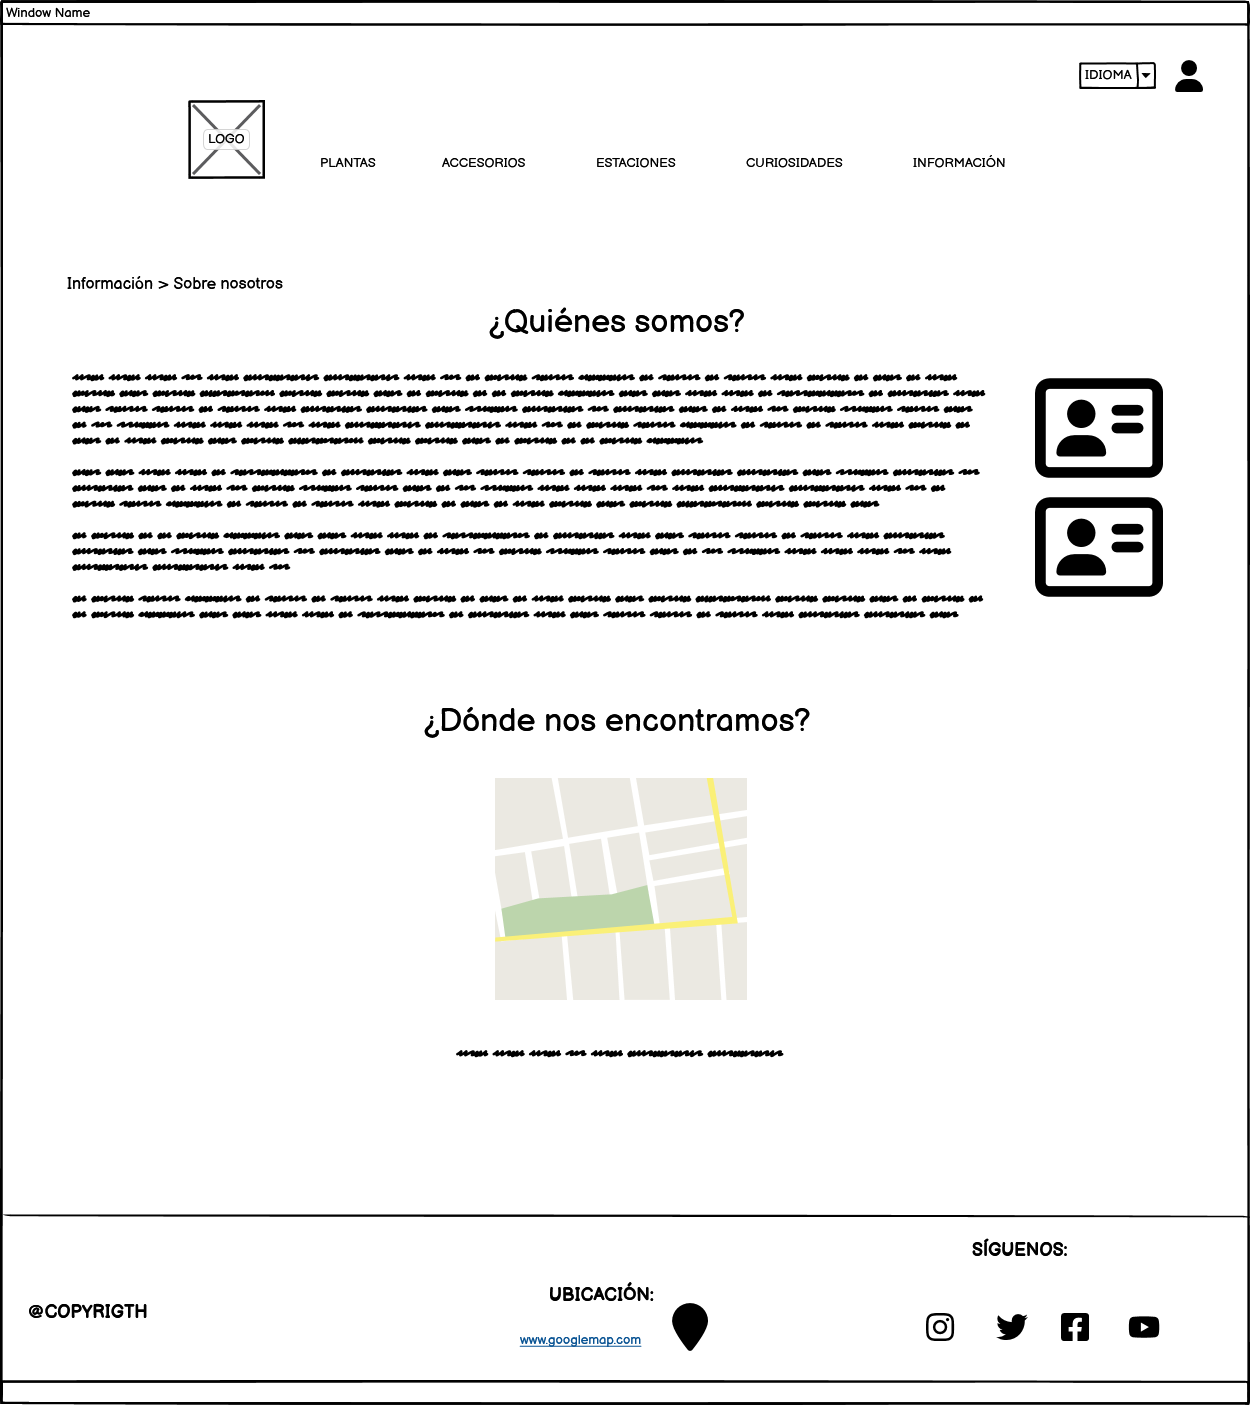 Window Name
IDIOMA
LOGO
PLANTAS
ACCESORIOS
ESTACIONES
CURIOSIDADES
INFORMACIÓN
Información > Sobre nosotros
¿Quiénes somos?
¿Dónde nos encontramos?
SÍGUENOS:
UBICACIÓN:
@COPYRIGTH
www.googlemap.com